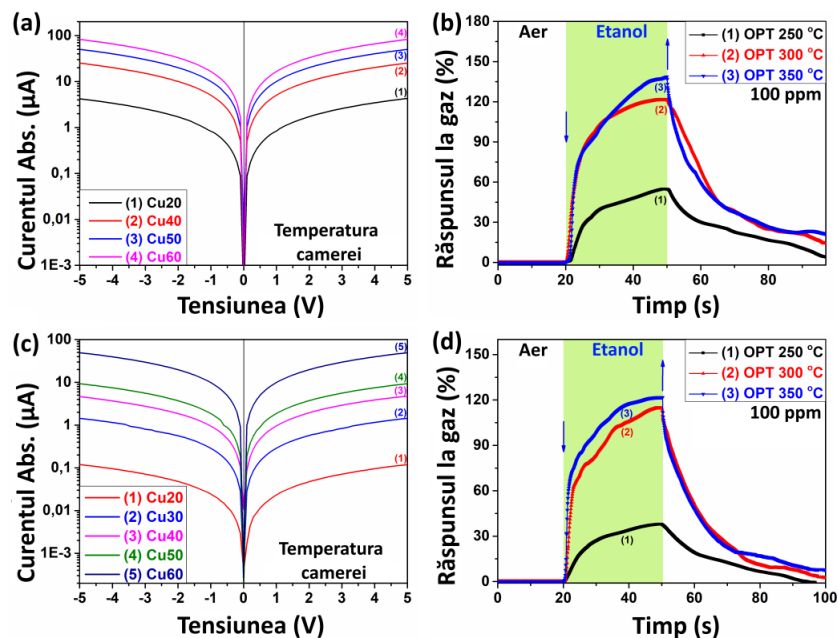 (a)
Curentul Abs. (µA)
100
10
1
0,1
0,01
1E-3
(4)
(3)
(2)
(1)
(1) Cu20
(2) Cu40
(3) Cu50
(4) Cu60
Temperatura
camerei
-5 -4 -3 -2 -1 0 1 2 3 4 5
Tensiunea (V)
(b)
Răspunsul la gaz (%)
180
150
120
90
60
30
0
Aer
Etanol
(1) OPT 250 °C
(2) OPT 300 °C
(3) OPT 350 °C
100 ppm
(3)
(2)
(1)
0 20 40 60 80
Timp (s)
(c)
Curentul Abs. (µA)
100
10
1
0,1
0,01
1E-3
(5)
(4)
(3)
(2)
(1)
(1) Cu20
(2) Cu30
(3) Cu40
(4) Cu50
(5) Cu60
Temperatura
camerei
-5 -4 -3 -2 -1 0 1 2 3 4 5
Tensiunea (V)
(d)
Răspunsul la gaz (%)
160
120
90
60
30
0
Aer
Etanol
(1) OPT 250 °C
(2) OPT 300 °C
(3) OPT 350 °C
100 ppm
(3)
(2)
(1)
0 20 40 60 80 100
Timp (s)